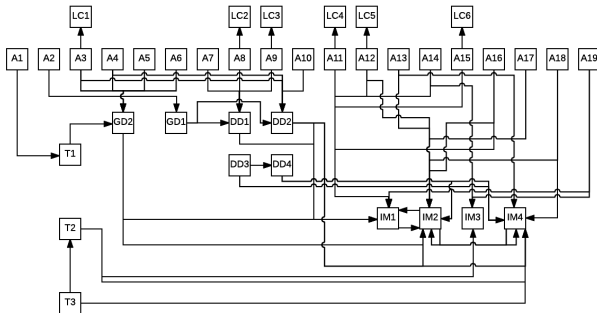 LC1 LC2 LC3 LC4 LC5 LC6
A1 A2 A3 A4 A5 A6 A7 A8 A9 A10 A11 A12 A13 A14 A15 A16 A17 A18 A19
GD2 GD1 DD1 DD2
T1
DD3 DD4
IM1 IM2 IM3 IM4
T2
T3